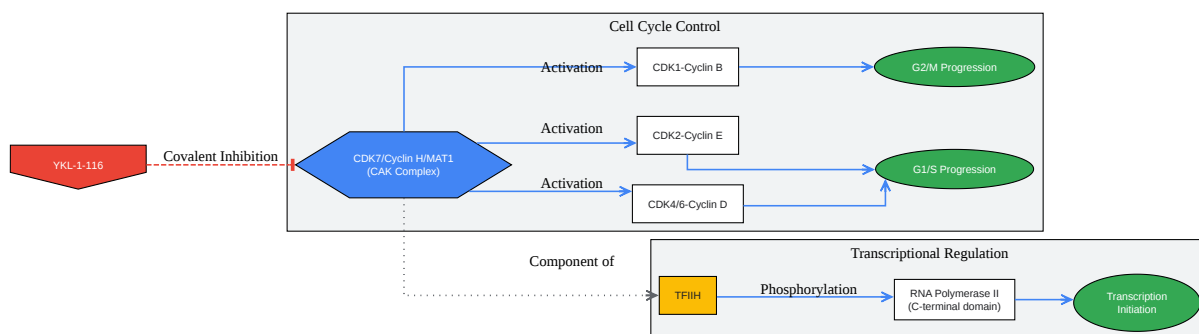 Cell Cycle Control
Activation
CDK1-Cyclin B
G2/M Progression
YKL-1-116
Covalent Inhibition
CDK7/Cyclin H/MAT1
(CAK Complex)
Activation
CDK2-Cyclin E
G1/S Progression
Activation
CDK4/6-Cyclin D
Transcriptional Regulation
Component of
TFIIH
Phosphorylation
RNA Polymerase II
(C-terminal domain)
Transcription
Initiation